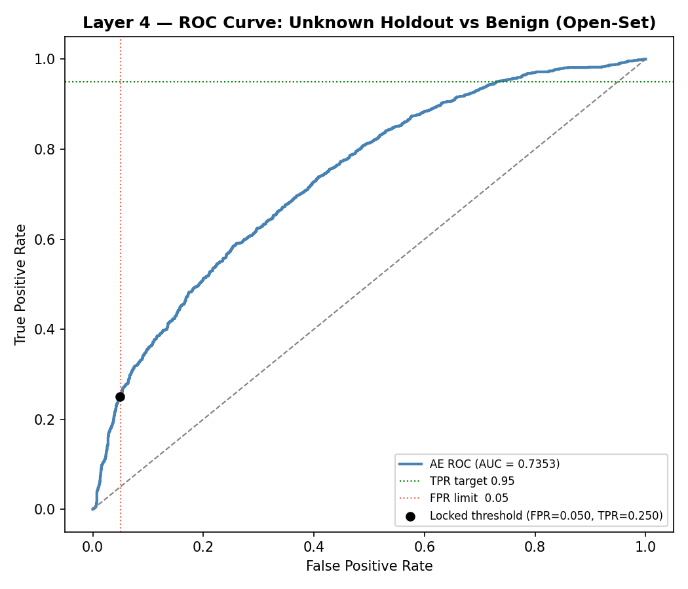 Layer 4 — ROC Curve: Unknown Holdout vs Benign (Open-Set)
True Positive Rate
1.0
0.8
0.6
0.4
0.2
0.0
AE ROC (AUC = 0.7353)
TPR target 0.95
FPR limit  0.05
Locked threshold (FPR=0.050, TPR=0.250)
0.0 0.2 0.4 0.6 0.8 1.0
False Positive Rate